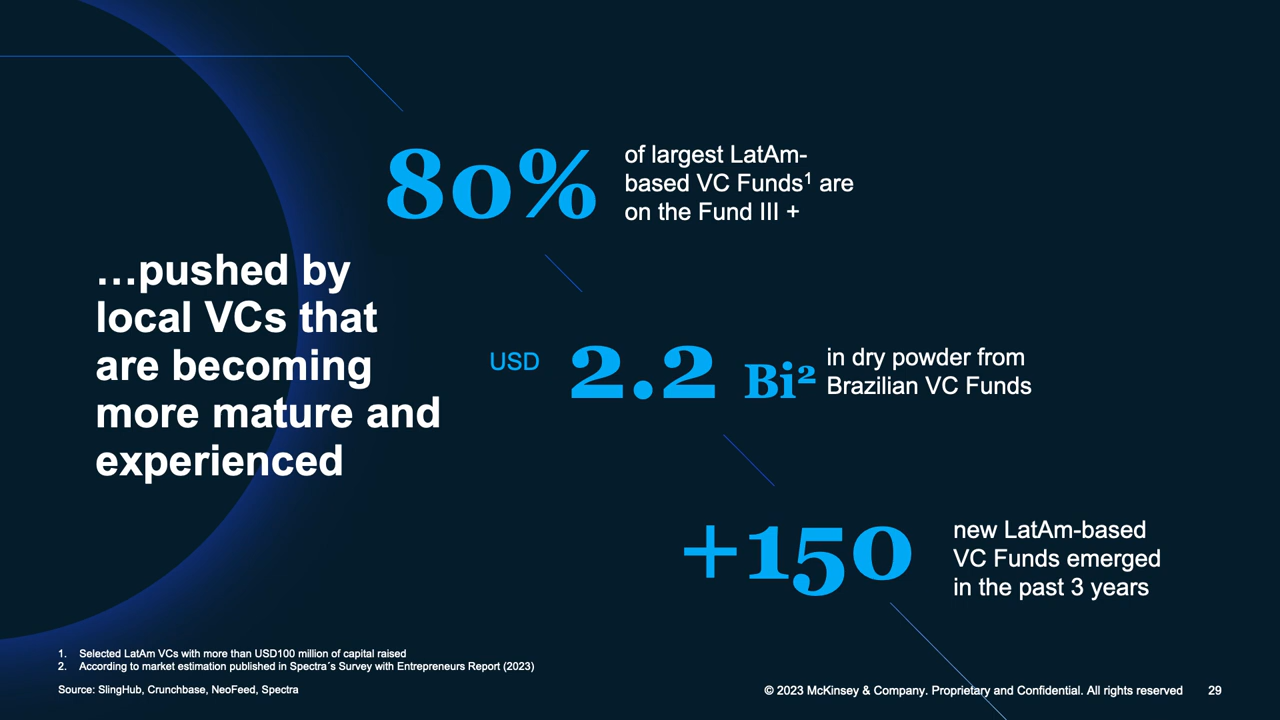 …pushed by
local VCs that
are becoming
more mature and
experienced
80%
of largest LatAm-
based VC Funds¹ are
on the Fund III +
USD 2.2 Bi²
in dry powder from
Brazilian VC Funds
+150
new LatAm-based
VC Funds emerged
in the past 3 years
1. Selected LatAm VCs with more than USD100 million of capital raised
2. According to market estimation published in Spectra´s Survey with Entrepreneurs Report (2023)
Source: SlingHub, Crunchbase, NeoFeed, Spectra
© 2023 McKinsey & Company. Proprietary and Confidential. All rights reserved 29